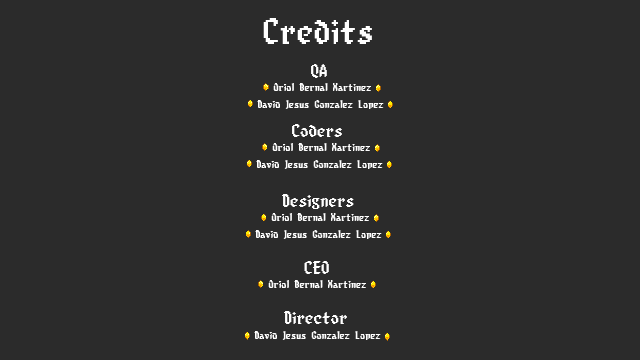 Credits
QA
Oriol Bernal Martinez
David Jesus Gonzalez Lopez
Coders
Oriol Bernal Martinez
David Jesus Gonzalez Lopez
Designers
Oriol Bernal Martinez
David Jesus Gonzalez Lopez
CEO
Oriol Bernal Martinez
Director
David Jesus Gonzalez Lopez